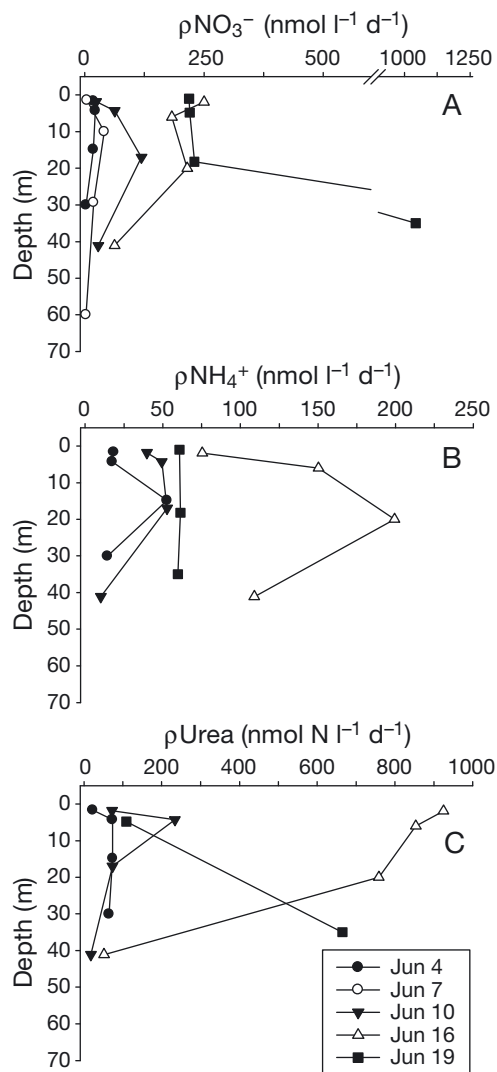 ρNO₃⁻ (nmol l⁻¹ d⁻¹)
0 250 500 1000 1250
A
0
10
20
30
40
50
60
70
Depth (m)
ρNH₄⁺ (nmol l⁻¹ d⁻¹)
0 50 100 150 200 250
B
0
10
20
30
40
50
60
70
Depth (m)
ρUrea (nmol N l⁻¹ d⁻¹)
0 200 400 600 800 1000
C
0
10
20
30
40
50
60
70
Depth (m)
Jun 4
Jun 7
Jun 10
Jun 16
Jun 19